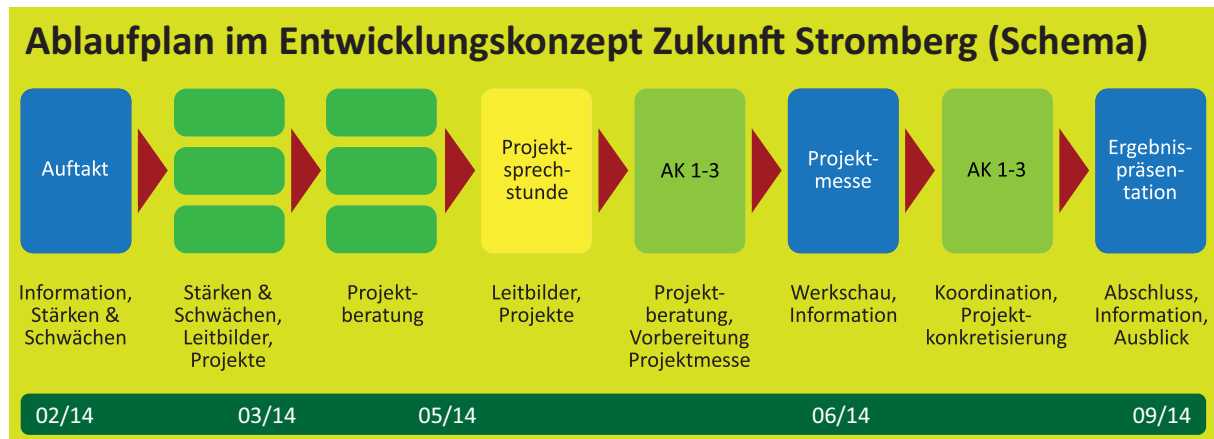 Ablaufplan im Entwicklungskonzept Zukunft Stromberg (Schema)
Auftakt
Projekt-
sprech-
stunde
AK 1-3
Projekt-
messe
AK 1-3
Ergebnis-
präsen-
tation
Information,
Stärken &
Schwächen
Stärken &
Schwächen,
Leitbilder,
Projekte
Projekt-
beratung
Leitbilder,
Projekte
Projekt-
beratung,
Vorbereitung
Projektmesse
Werkschau,
Information
Koordination,
Projekt-
konkretisierung
Abschluss,
Information,
Ausblick
02/14
03/14
05/14
06/14
09/14